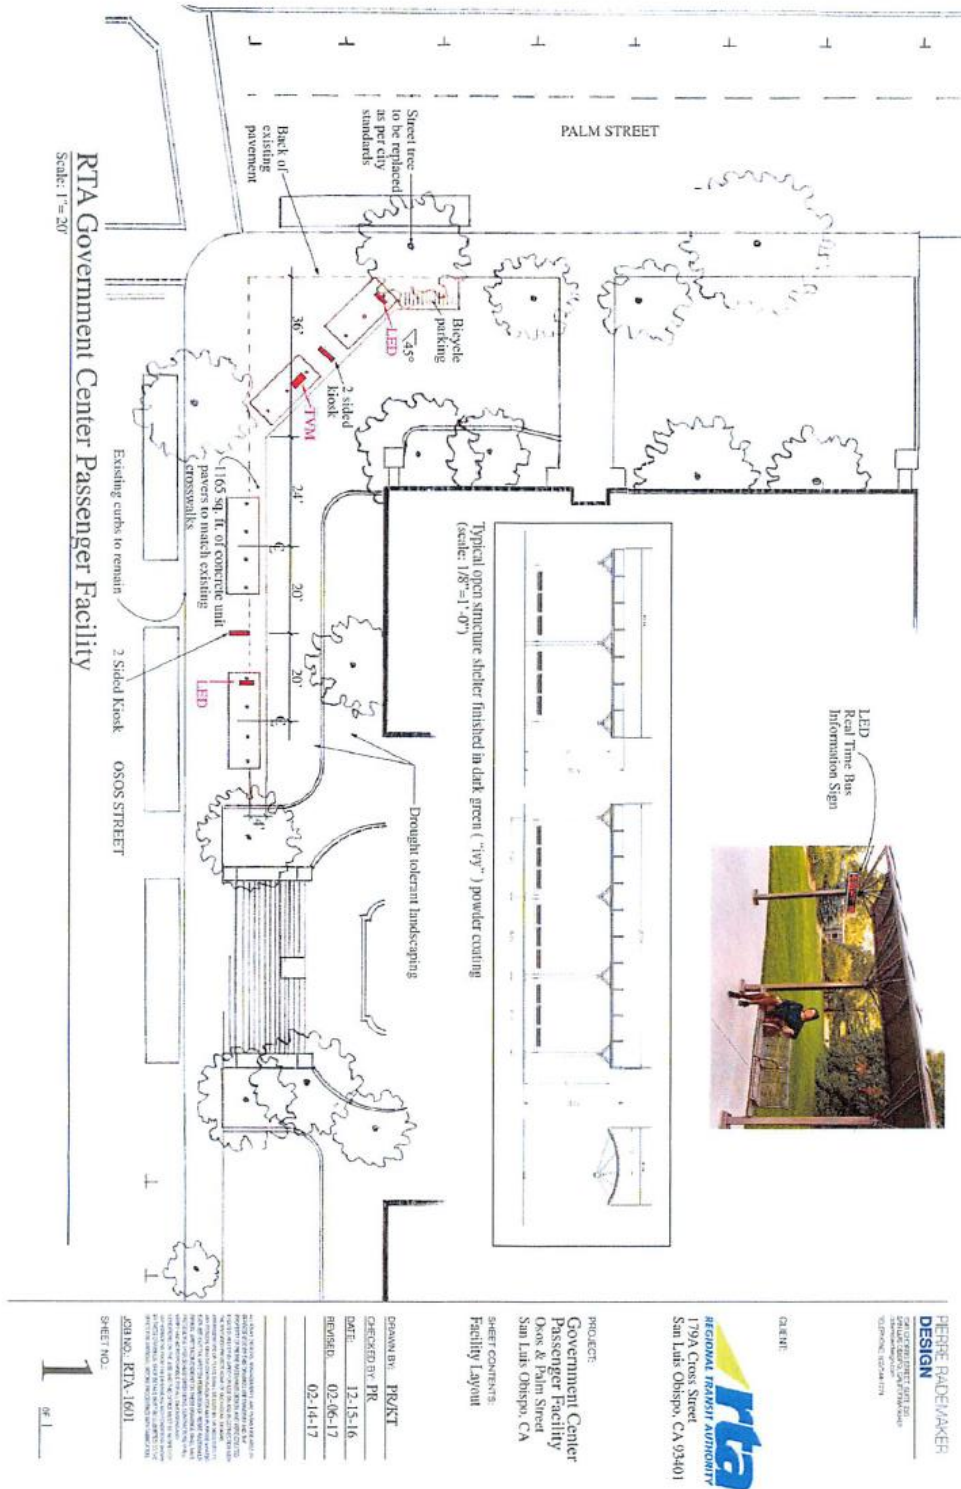 PALM STREET
Street tree
to be replaced
as per city
standards
Back of
existing
pavement
Bicycle
parking
45°
LED
2 sided
kiosk
TVM
36'
24'
20'
20'
4'
~1165 sq. ft. of concrete unit
pavers to match existing
crosswalks
Existing curbs to remain
2 Sided Kiosk
OSOS STREET
LED
Drought tolerant landscaping
Typical open structure shelter finished in dark green ( "ivy" ) powder coating
(scale: 1/8"=1'-0")
LED
Real Time Bus
Information Sign
RTA Government Center Passenger Facility
Scale: 1"= 20'
PIERRE RADEMAKER
DESIGN
CLIENT:
rta
REGIONAL TRANSIT AUTHORITY
179A Cross Street
San Luis Obispo, CA 93401
PROJECT:
Government Center
Passenger Facility
Osos & Palm Street
San Luis Obispo, CA
SHEET CONTENTS:
Facility Layout
DRAWN BY: PR/KT
CHECKED BY: PR
DATE: 12-15-16
REVISED: 02-06-17
02-14-17
JOB NO.: RTA-1601
SHEET NO.:
1
OF 1